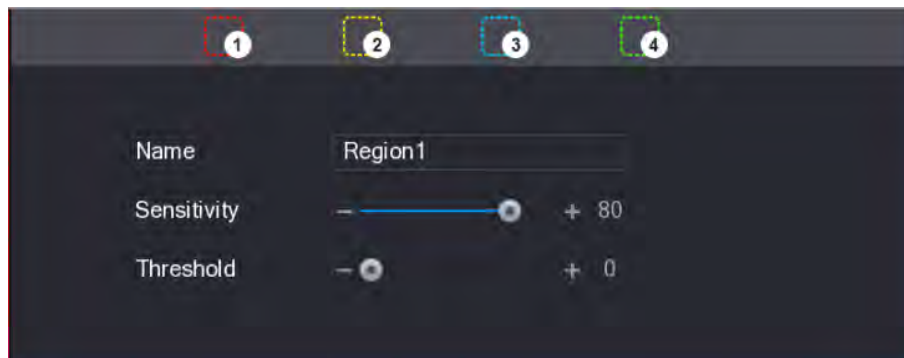 1 2 3 4
Name Region1
Sensitivity − + 80
Threshold − + 0